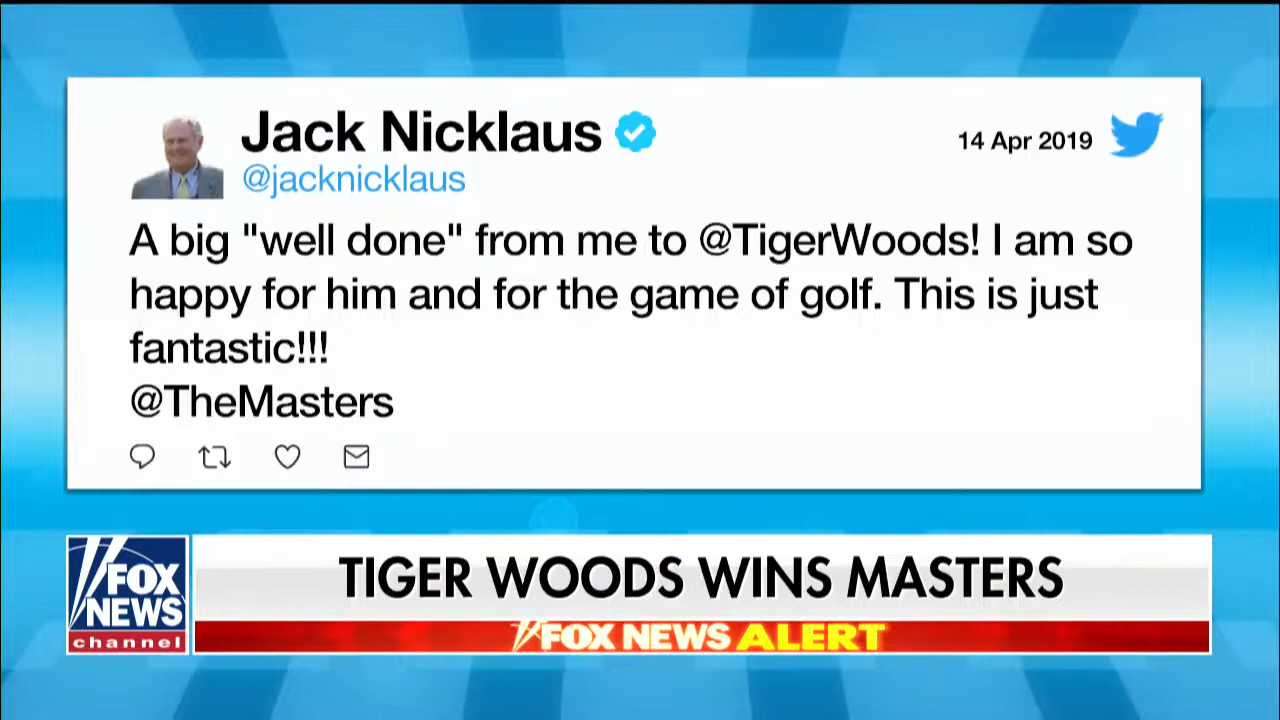 Jack Nicklaus
14 Apr 2019
@jacknicklaus
A big "well done" from me to @TigerWoods! I am so
happy for him and for the game of golf. This is just
fantastic!!!
@TheMasters
FOX
NEWS
channel
TIGER WOODS WINS MASTERS
FOX NEWS ALERT